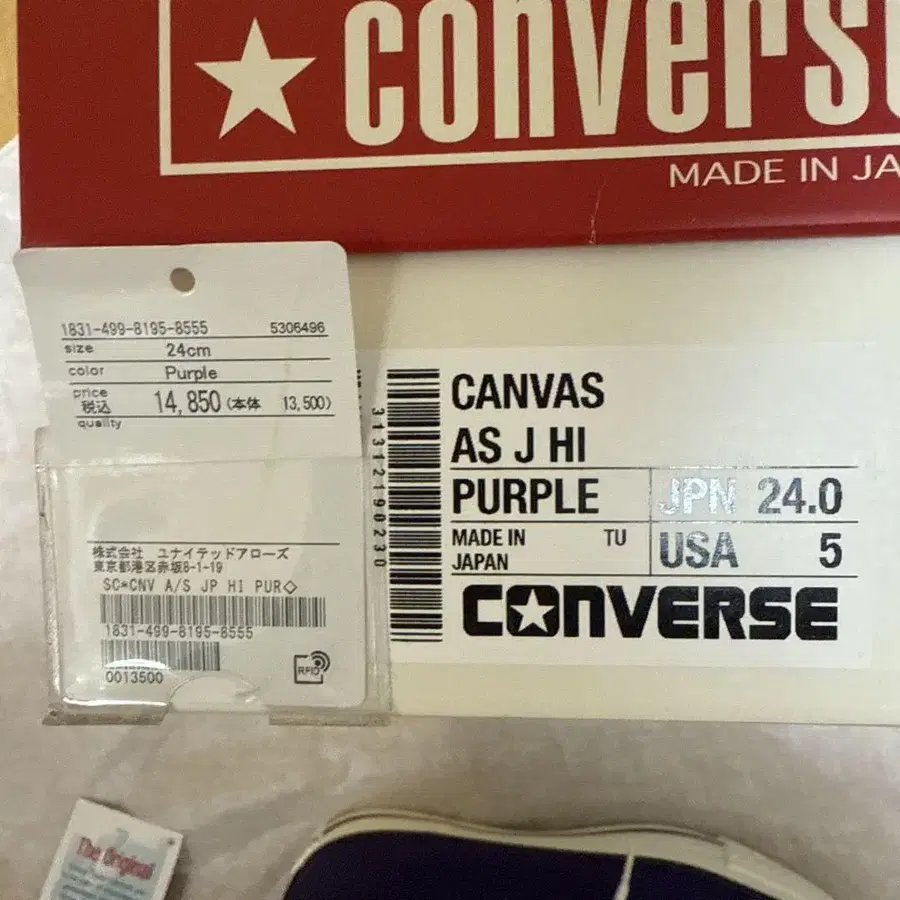 CONVERSE
MADE IN JA
1831-499-8195-8555 5306496
size 24cm
color Purple
price
税込 14,850(本体 13,500)
quality
株式会社 ユナイテッドアローズ
東京都港区赤坂8-1-19
SC*CNV A/S JP HI PUR◇
1831-499-8195-8555
0013500
RFID
31312190230
CANVAS
AS J HI
PURPLE JPN 24.0
MADE IN TU
JAPAN
USA 5
CONVERSE
The Original